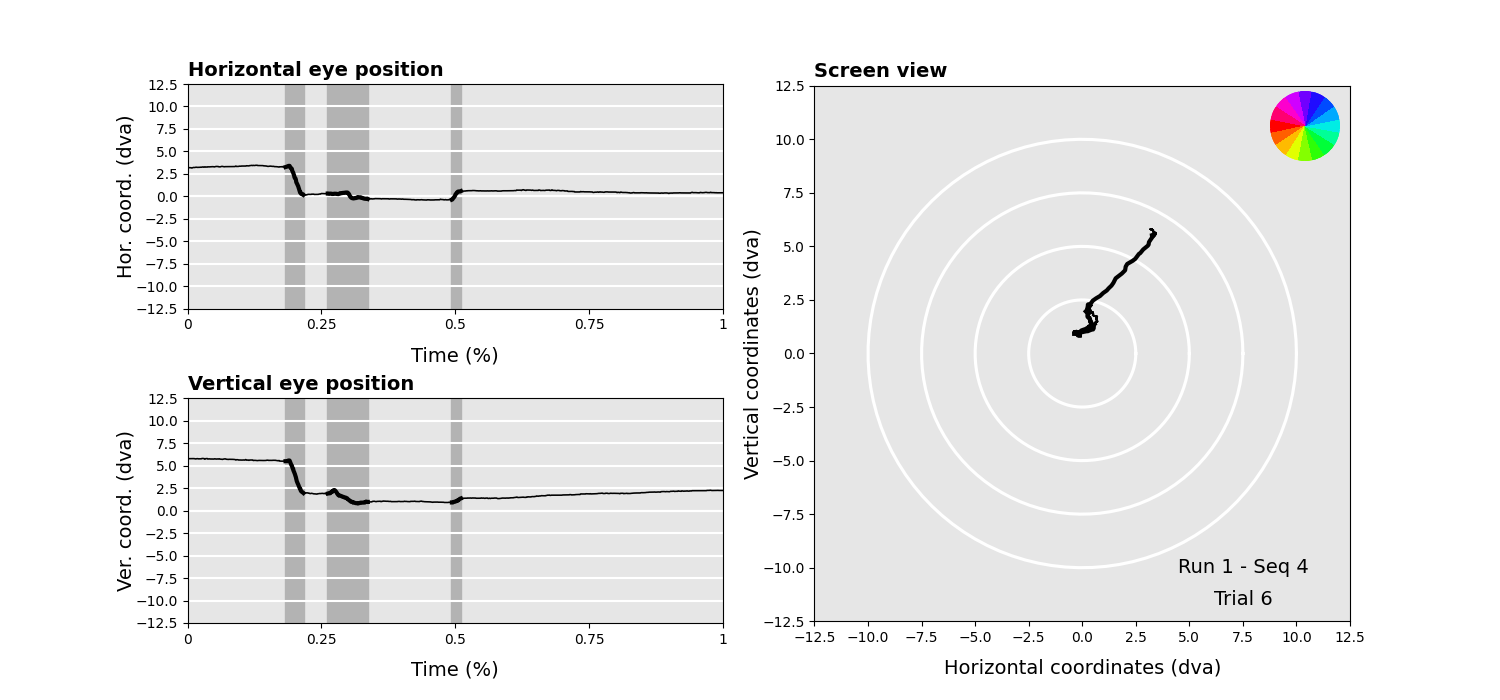 Horizontal eye position
Hor. coord. (dva)
12.5
10.0
7.5
5.0
2.5
0.0
−2.5
−5.0
−7.5
−10.0
−12.5
0 0.25 0.5 0.75 1
Time (%)
Vertical eye position
Ver. coord. (dva)
12.5
10.0
7.5
5.0
2.5
0.0
−2.5
−5.0
−7.5
−10.0
−12.5
0 0.25 0.5 0.75 1
Time (%)
Screen view
Vertical coordinates (dva)
12.5
10.0
7.5
5.0
2.5
0.0
−2.5
−5.0
−7.5
−10.0
−12.5
Run 1 - Seq 4
Trial 6
−12.5 −10.0 −7.5 −5.0 −2.5 0.0 2.5 5.0 7.5 10.0 12.5
Horizontal coordinates (dva)